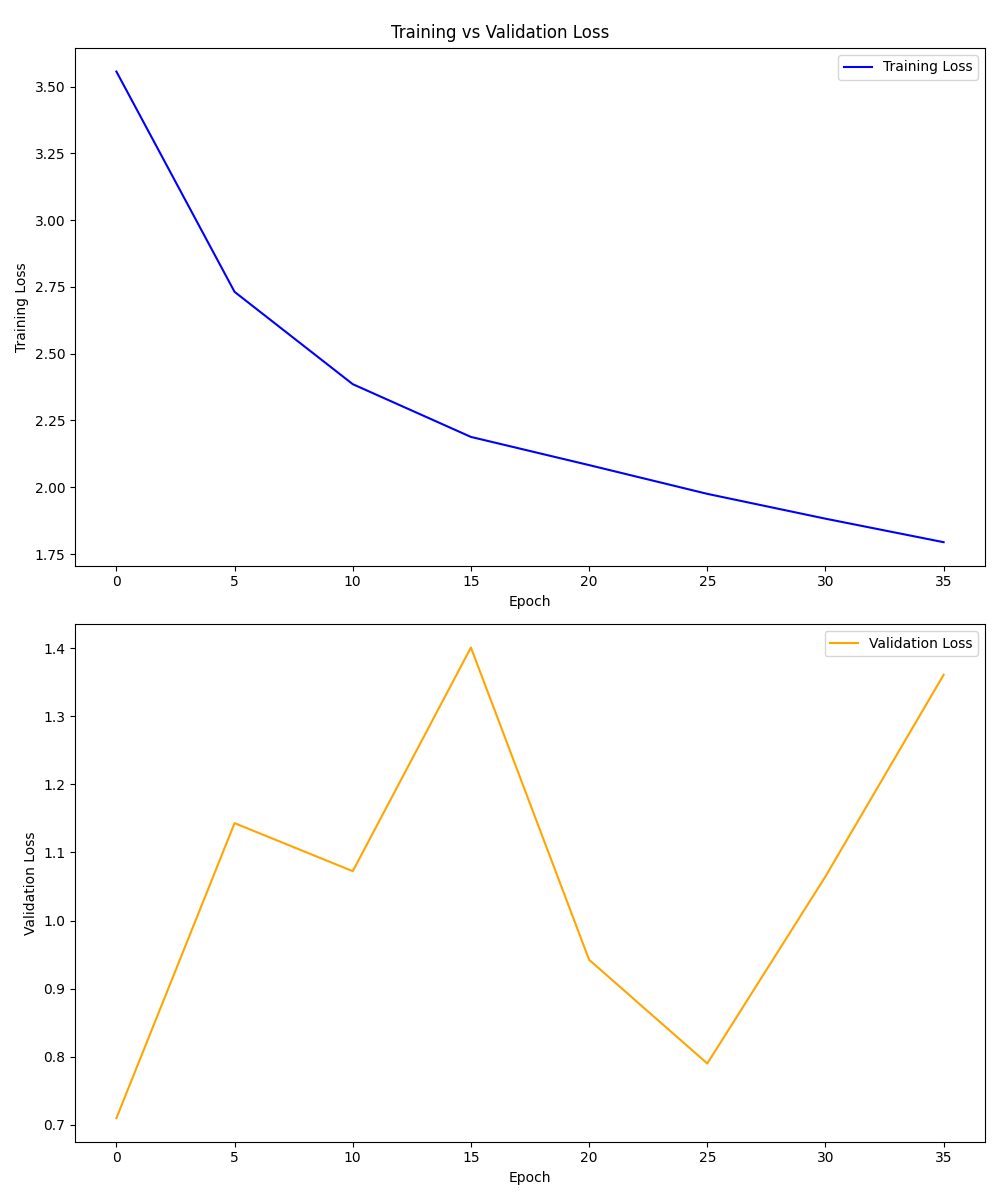 Training vs Validation Loss
Training Loss
3.50
3.25
3.00
2.75
2.50
2.25
2.00
1.75
Training Loss
0 5 10 15 20 25 30 35
Epoch
Validation Loss
1.4
1.3
1.2
1.1
1.0
0.9
0.8
0.7
Validation Loss
0 5 10 15 20 25 30 35
Epoch